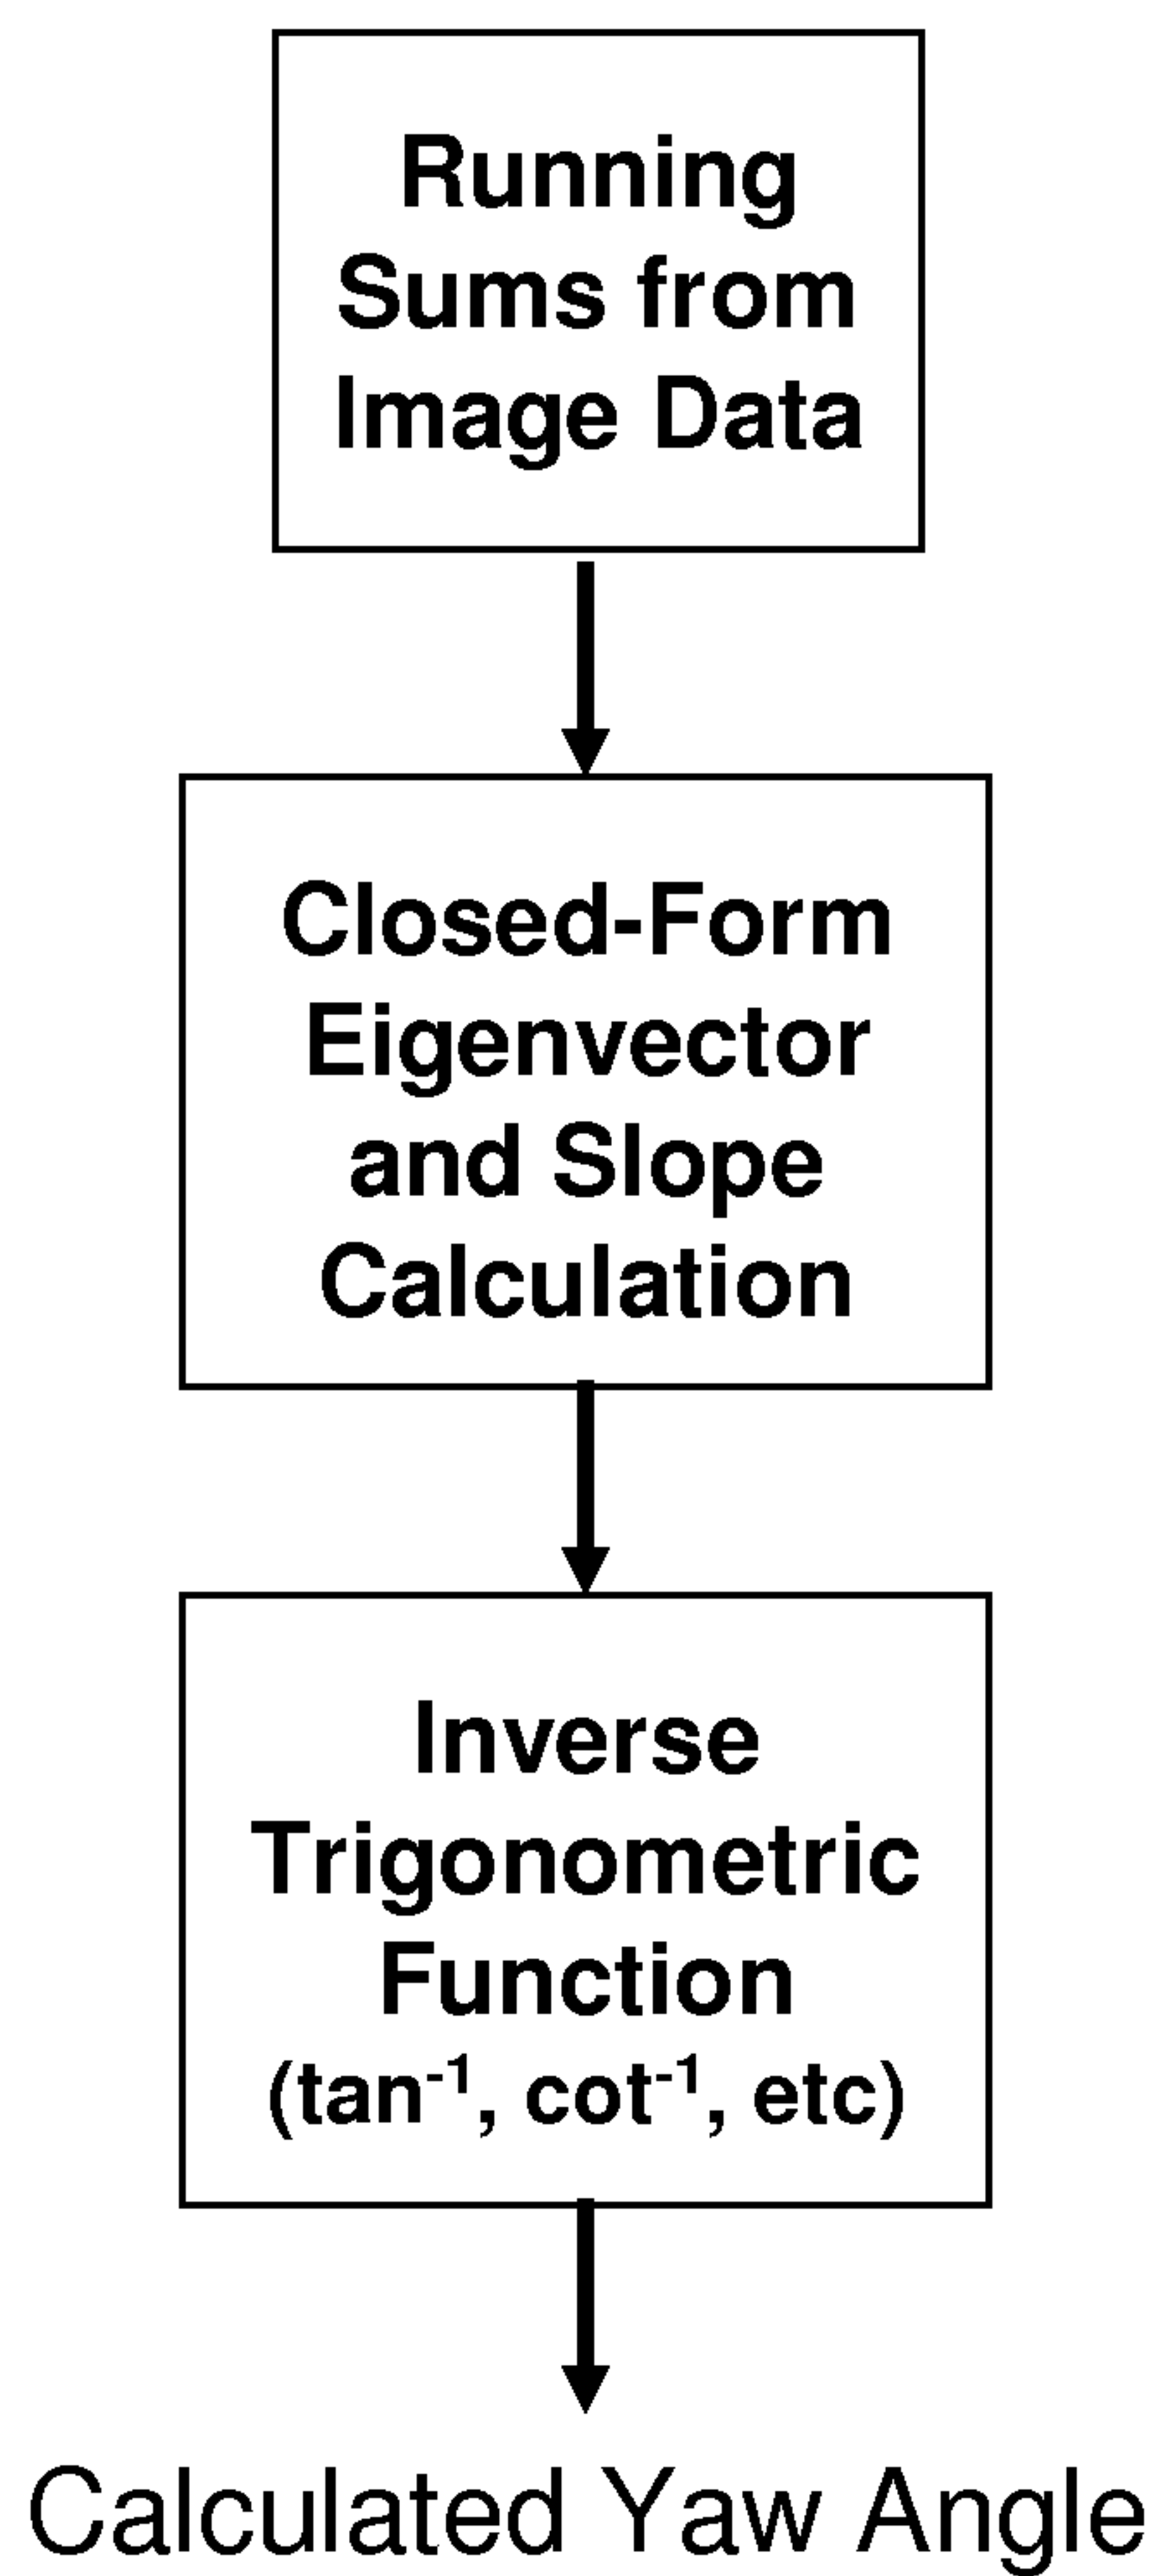 Running
Sums from
Image Data
Closed-Form
Eigenvector
and Slope
Calculation
Inverse
Trigonometric
Function
(tan⁻¹, cot⁻¹, etc)
Calculated Yaw Angle